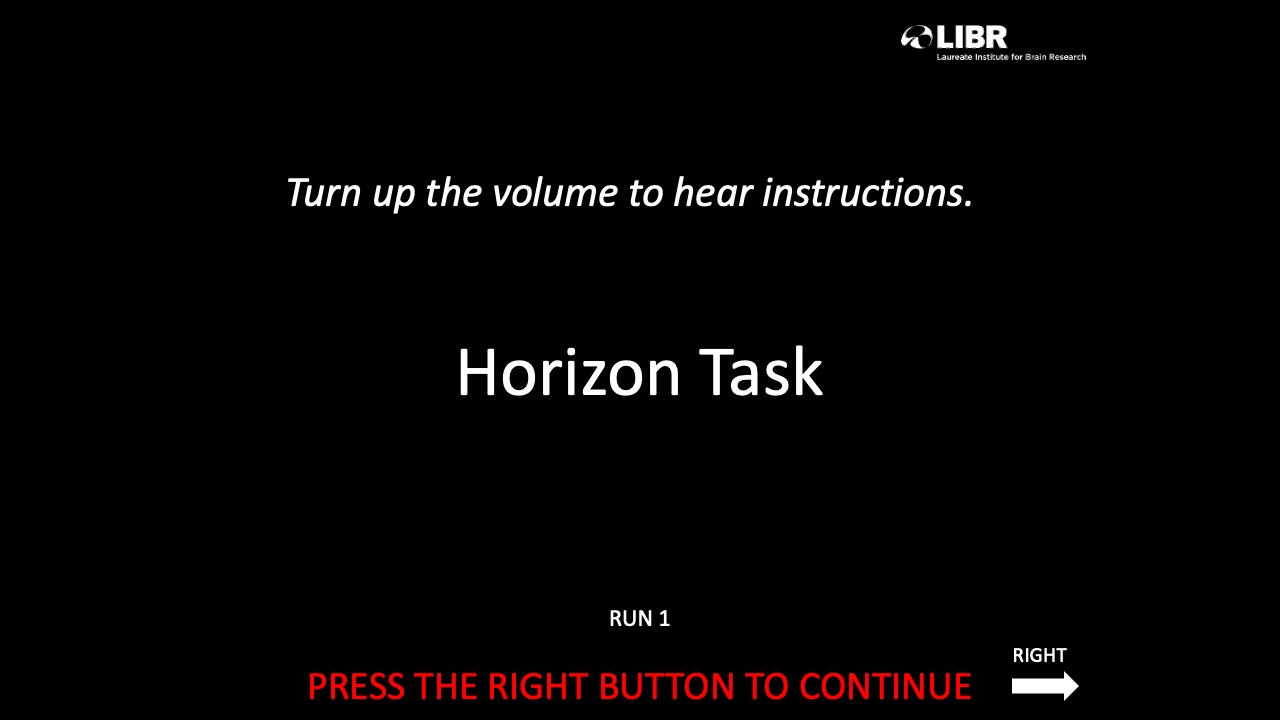 LIBR
Laureate Institute for Brain Research
Turn up the volume to hear instructions.
Horizon Task
RUN 1
RIGHT
PRESS THE RIGHT BUTTON TO CONTINUE